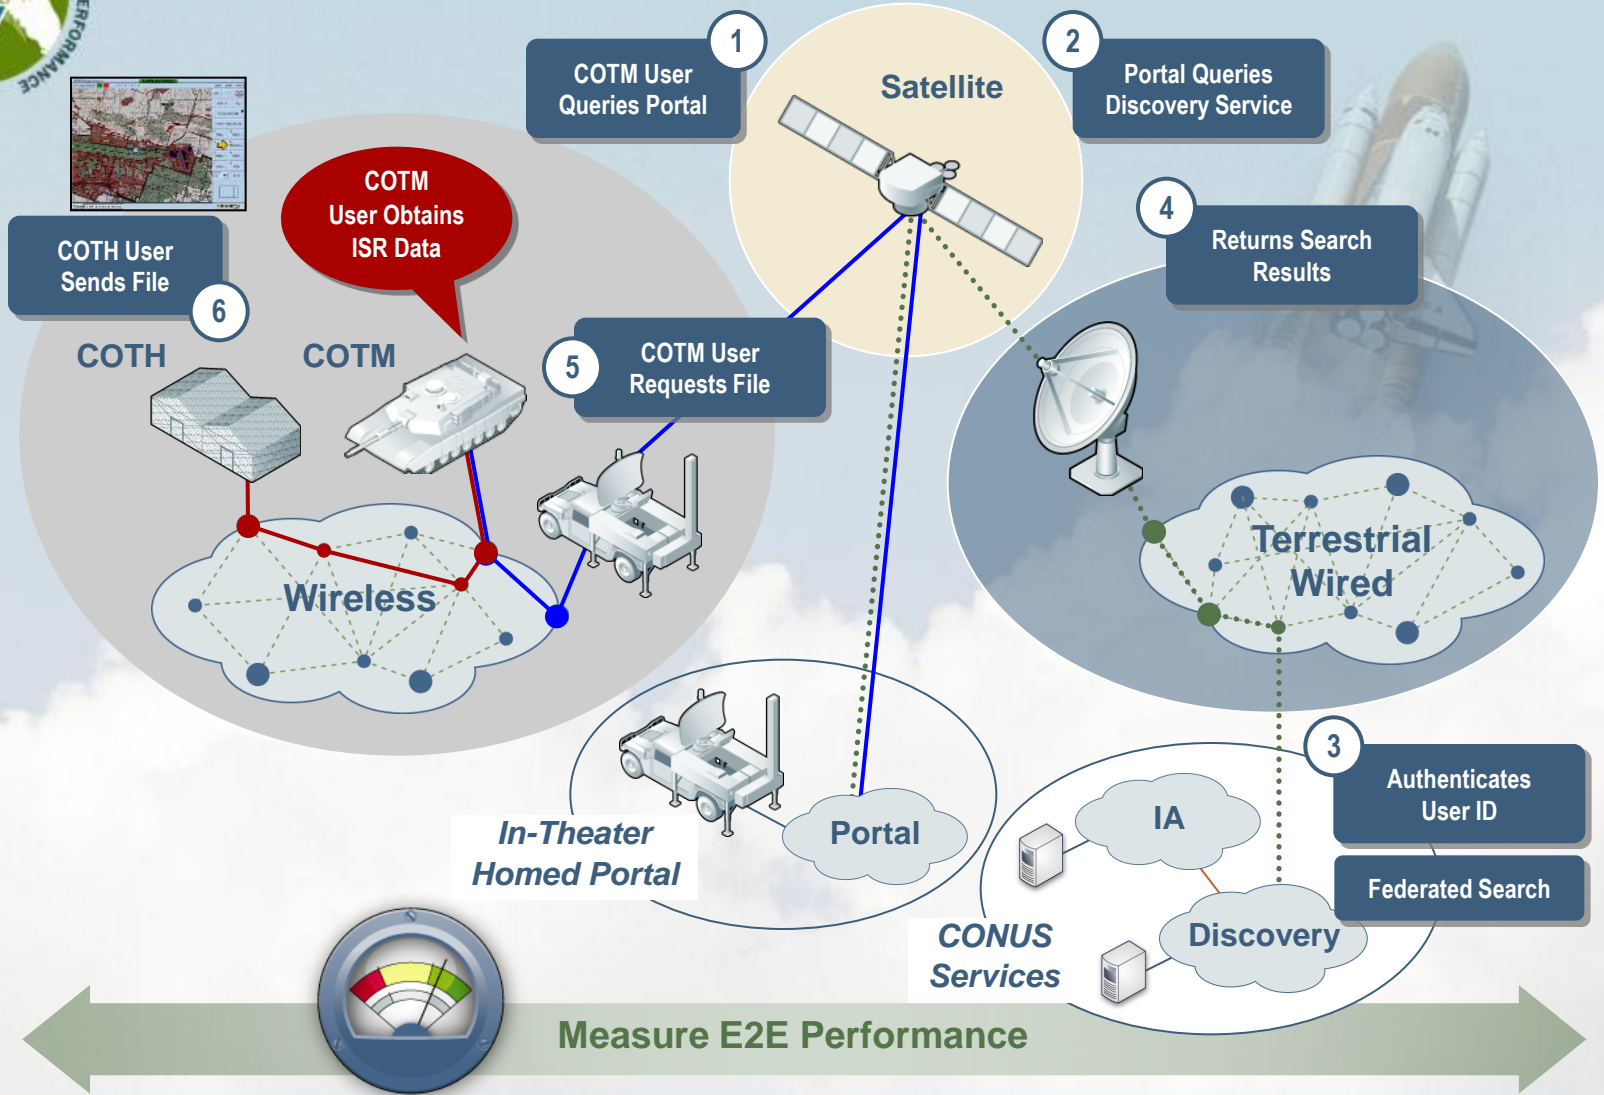 PERFORMANCE
1
COTM User
Queries Portal
Satellite
2
Portal Queries
Discovery Service
COTM
User Obtains
ISR Data
4
Returns Search
Results
COTH User
Sends File
6
COTH
COTM
5
COTM User
Requests File
Wireless
Terrestrial
Wired
3
Authenticates
User ID
Federated Search
In-Theater
Homed Portal
Portal
IA
Discovery
CONUS
Services
Measure E2E Performance